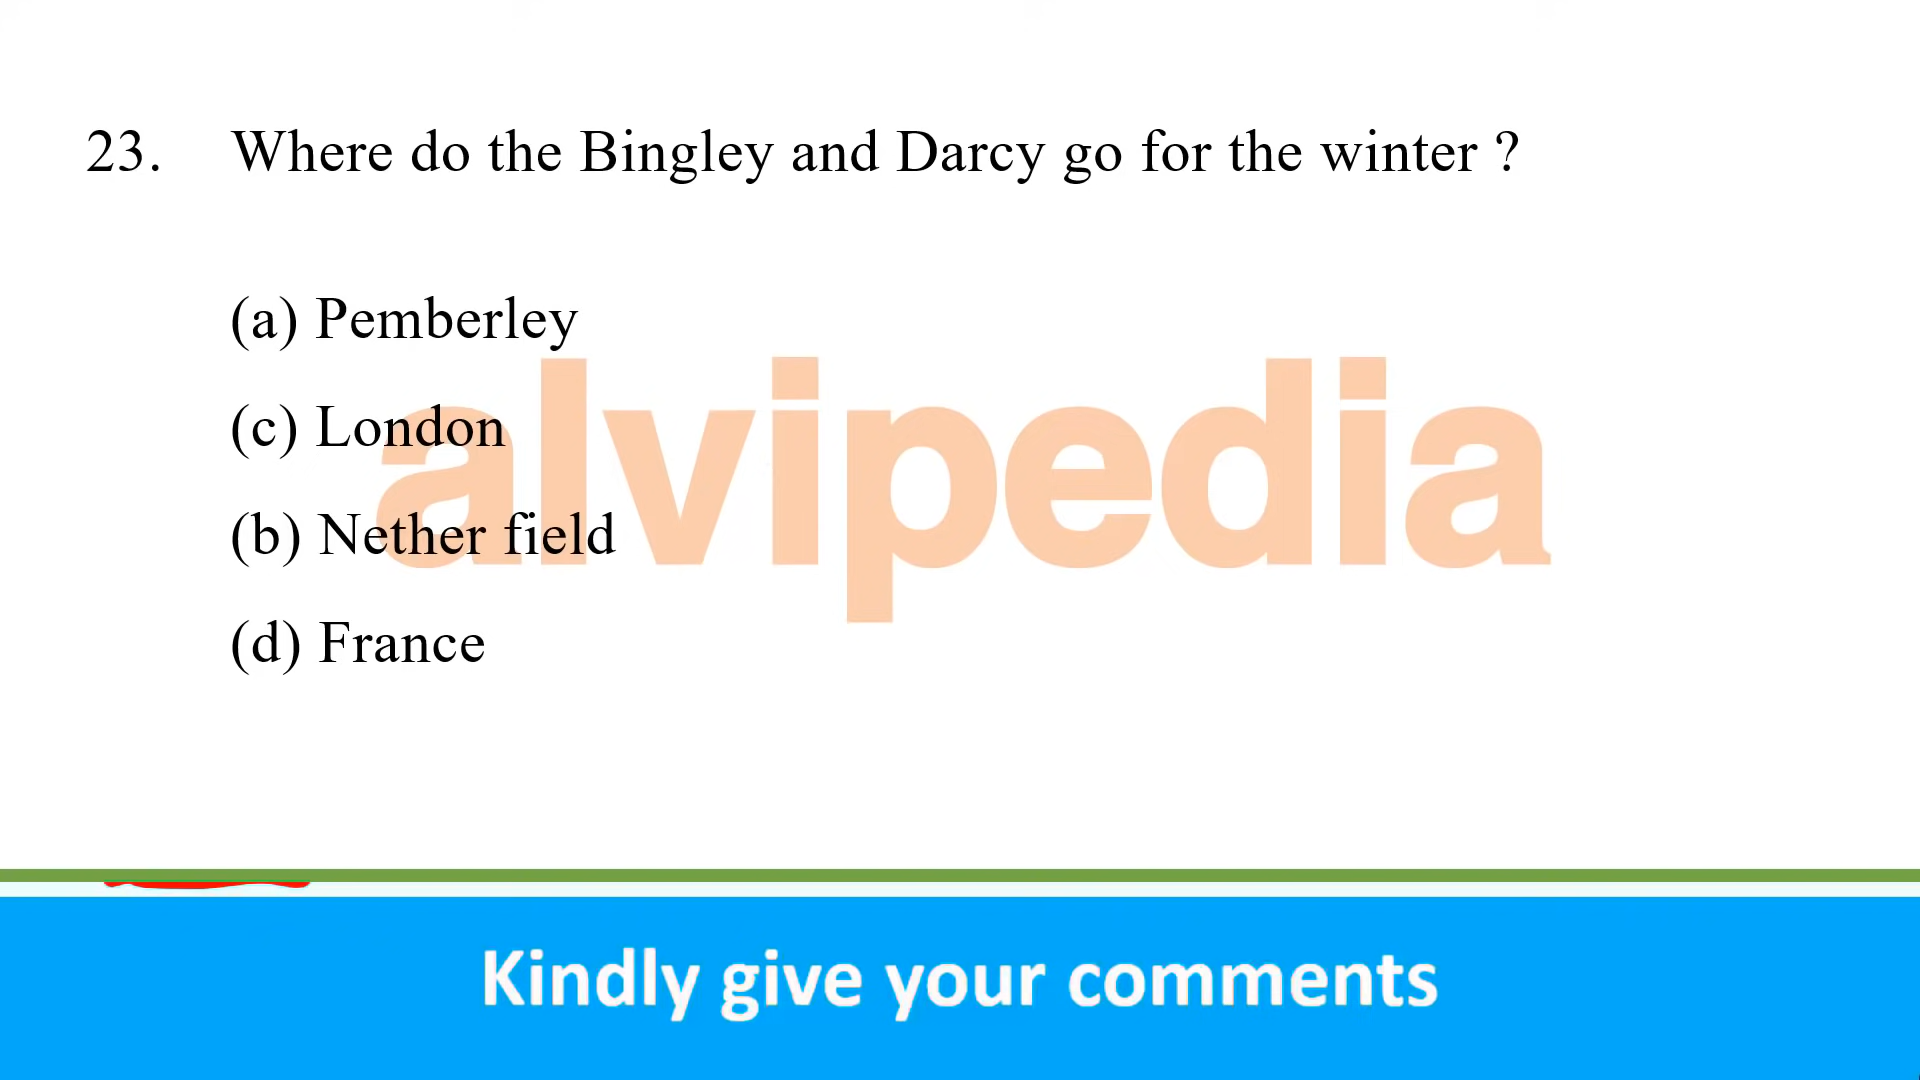 23. Where do the Bingley and Darcy go for the winter ?
(a) Pemberley
(c) London
(b) Nether field
(d) France
alvipedia
Kindly give your comments